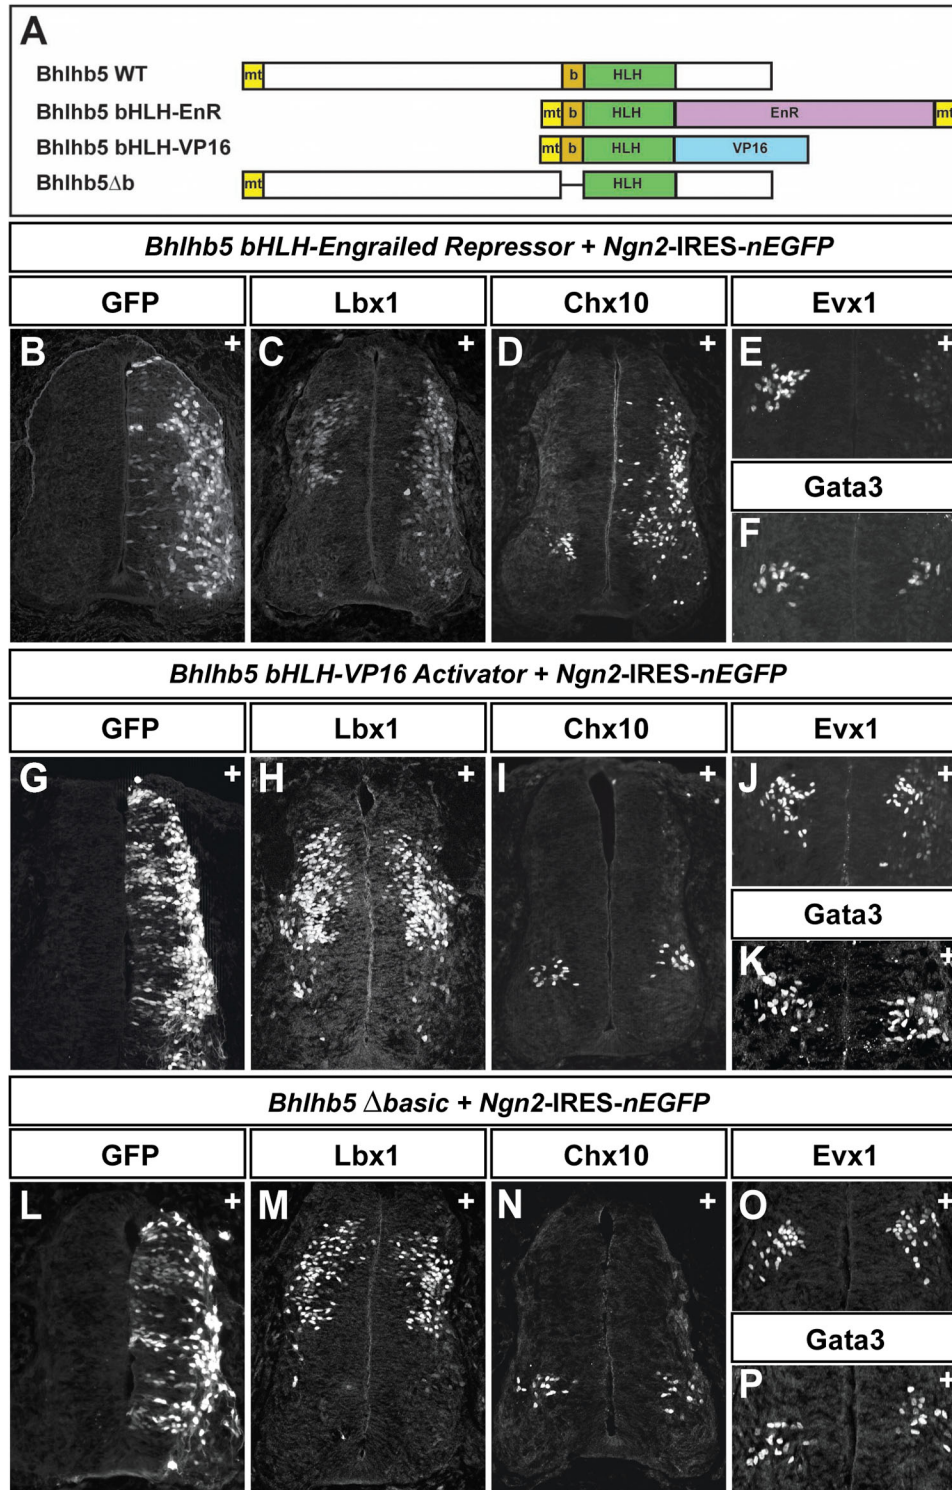 A
Bhlhb5 WT mt b HLH
Bhlhb5 bHLH-EnR mt b HLH EnR mt
Bhlhb5 bHLH-VP16 mt b HLH VP16
Bhlhb5Δb mt HLH
Bhlhb5 bHLH-Engrailed Repressor + Ngn2-IRES-nEGFP
GFP Lbx1 Chx10 Evx1
B + C + D + E +
Gata3
F +
Bhlhb5 bHLH-VP16 Activator + Ngn2-IRES-nEGFP
GFP Lbx1 Chx10 Evx1
G + H + I + J +
Gata3
K +
Bhlhb5 Δbasic + Ngn2-IRES-nEGFP
GFP Lbx1 Chx10 Evx1
L + M + N + O +
Gata3
P +